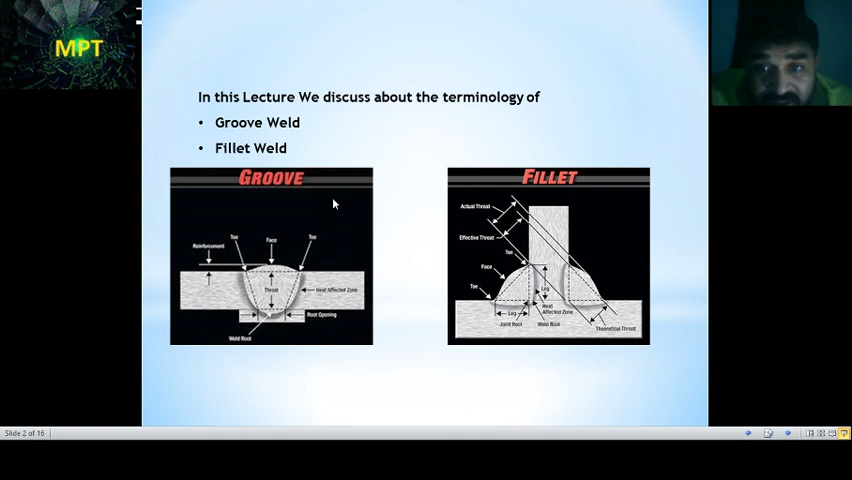 MPT
In this Lecture We discuss about the terminology of
• Groove Weld
• Fillet Weld
GROOVE
Toe
Face
Toe
Reinforcement
Throat
Heat Affected Zone
Root Opening
Weld Root
FILLET
Actual Throat
Effective Throat
Toe
Face
Toe
Leg
Heat
Affected Zone
Leg
Joint Root
Weld Root
Theoretical Throat
Slide 2 of 16